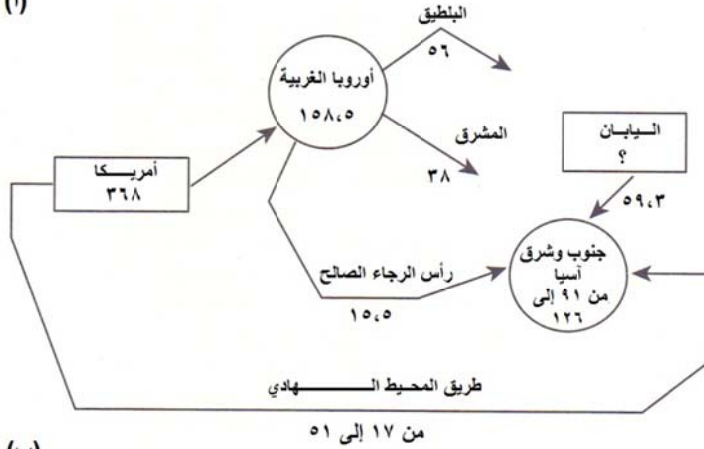 (أ)
البلطيق
٥٦
أوروبا الغربية
١٥٨،٥
المشرق
٣٨
اليابان
؟
٥٩،٣
أمريكا
٣٦٨
جنوب وشرق
آسيا
من ٩١ إلى
١٢٦
رأس الرجاء الصالح
١٥،٥
طريق المحيط الهادي
من ١٧ إلى ٥١